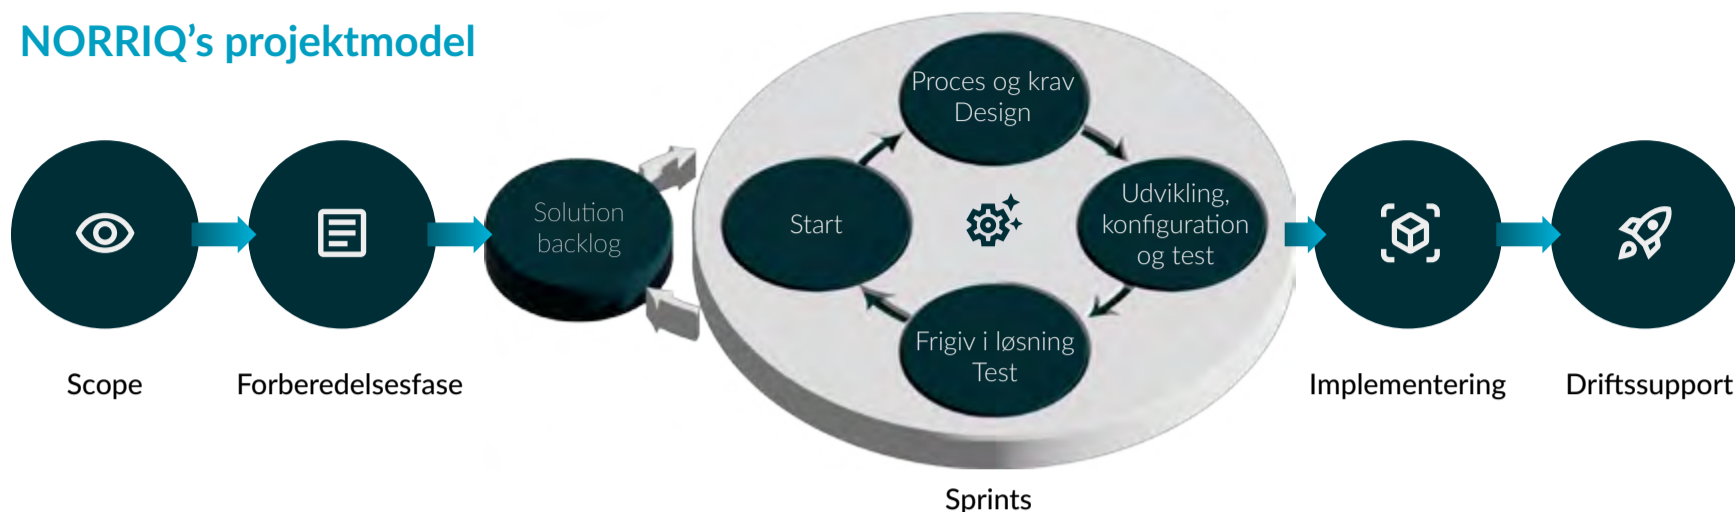 NORRIQ’s projektmodel
Scope
Forberedelsesfase
Solution
backlog
Start
Proces og krav
Design
Udvikling,
konfiguration
og test
Frigiv i løsning
Test
Sprints
Implementering
Driftssupport